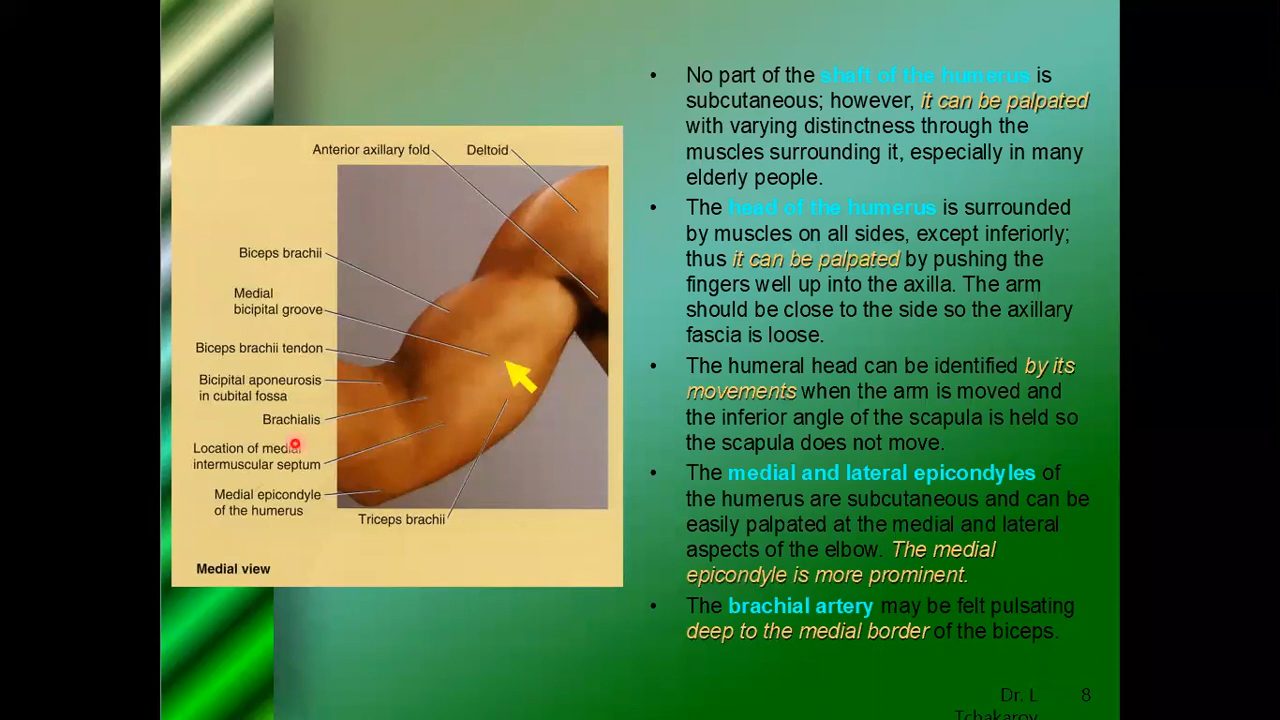 Anterior axillary fold
Deltoid
Biceps brachii
Medial
bicipital groove
Biceps brachii tendon
Bicipital aponeurosis
in cubital fossa
Brachialis
Location of medial
intermuscular septum
Medial epicondyle
of the humerus
Triceps brachii
Medial view
• No part of the shaft of the humerus is
subcutaneous; however, it can be palpated
with varying distinctness through the
muscles surrounding it, especially in many
elderly people.
• The head of the humerus is surrounded
by muscles on all sides, except inferiorly;
thus it can be palpated by pushing the
fingers well up into the axilla. The arm
should be close to the side so the axillary
fascia is loose.
• The humeral head can be identified by its
movements when the arm is moved and
the inferior angle of the scapula is held so
the scapula does not move.
• The medial and lateral epicondyles of
the humerus are subcutaneous and can be
easily palpated at the medial and lateral
aspects of the elbow. The medial
epicondyle is more prominent.
• The brachial artery may be felt pulsating
deep to the medial border of the biceps.
Dr. L 8
Tchakarov